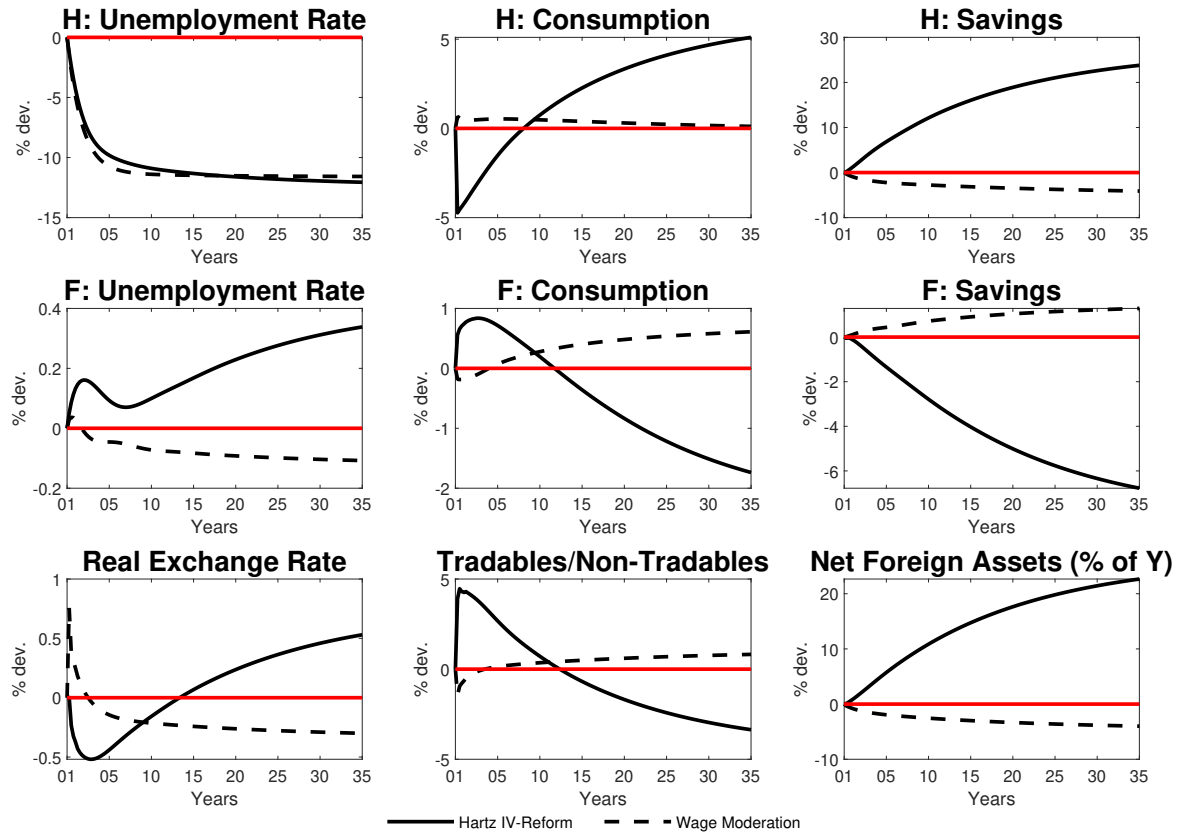 H: Unemployment Rate
0
-5
-10
-15
% dev.
01 05 10 15 20 25 30 35
Years
H: Consumption
5
0
-5
% dev.
01 05 10 15 20 25 30 35
Years
H: Savings
30
20
10
0
-10
% dev.
01 05 10 15 20 25 30 35
Years
F: Unemployment Rate
0.4
0.2
0
-0.2
% dev.
01 05 10 15 20 25 30 35
Years
F: Consumption
1
0
-1
-2
% dev.
01 05 10 15 20 25 30 35
Years
F: Savings
0
-2
-4
-6
% dev.
01 05 10 15 20 25 30 35
Years
Real Exchange Rate
1
0.5
0
-0.5
% dev.
01 05 10 15 20 25 30 35
Years
Tradables/Non-Tradables
5
0
-5
% dev.
01 05 10 15 20 25 30 35
Years
Net Foreign Assets (% of Y)
20
10
0
-10
% dev.
01 05 10 15 20 25 30 35
Years
Hartz IV-Reform
Wage Moderation